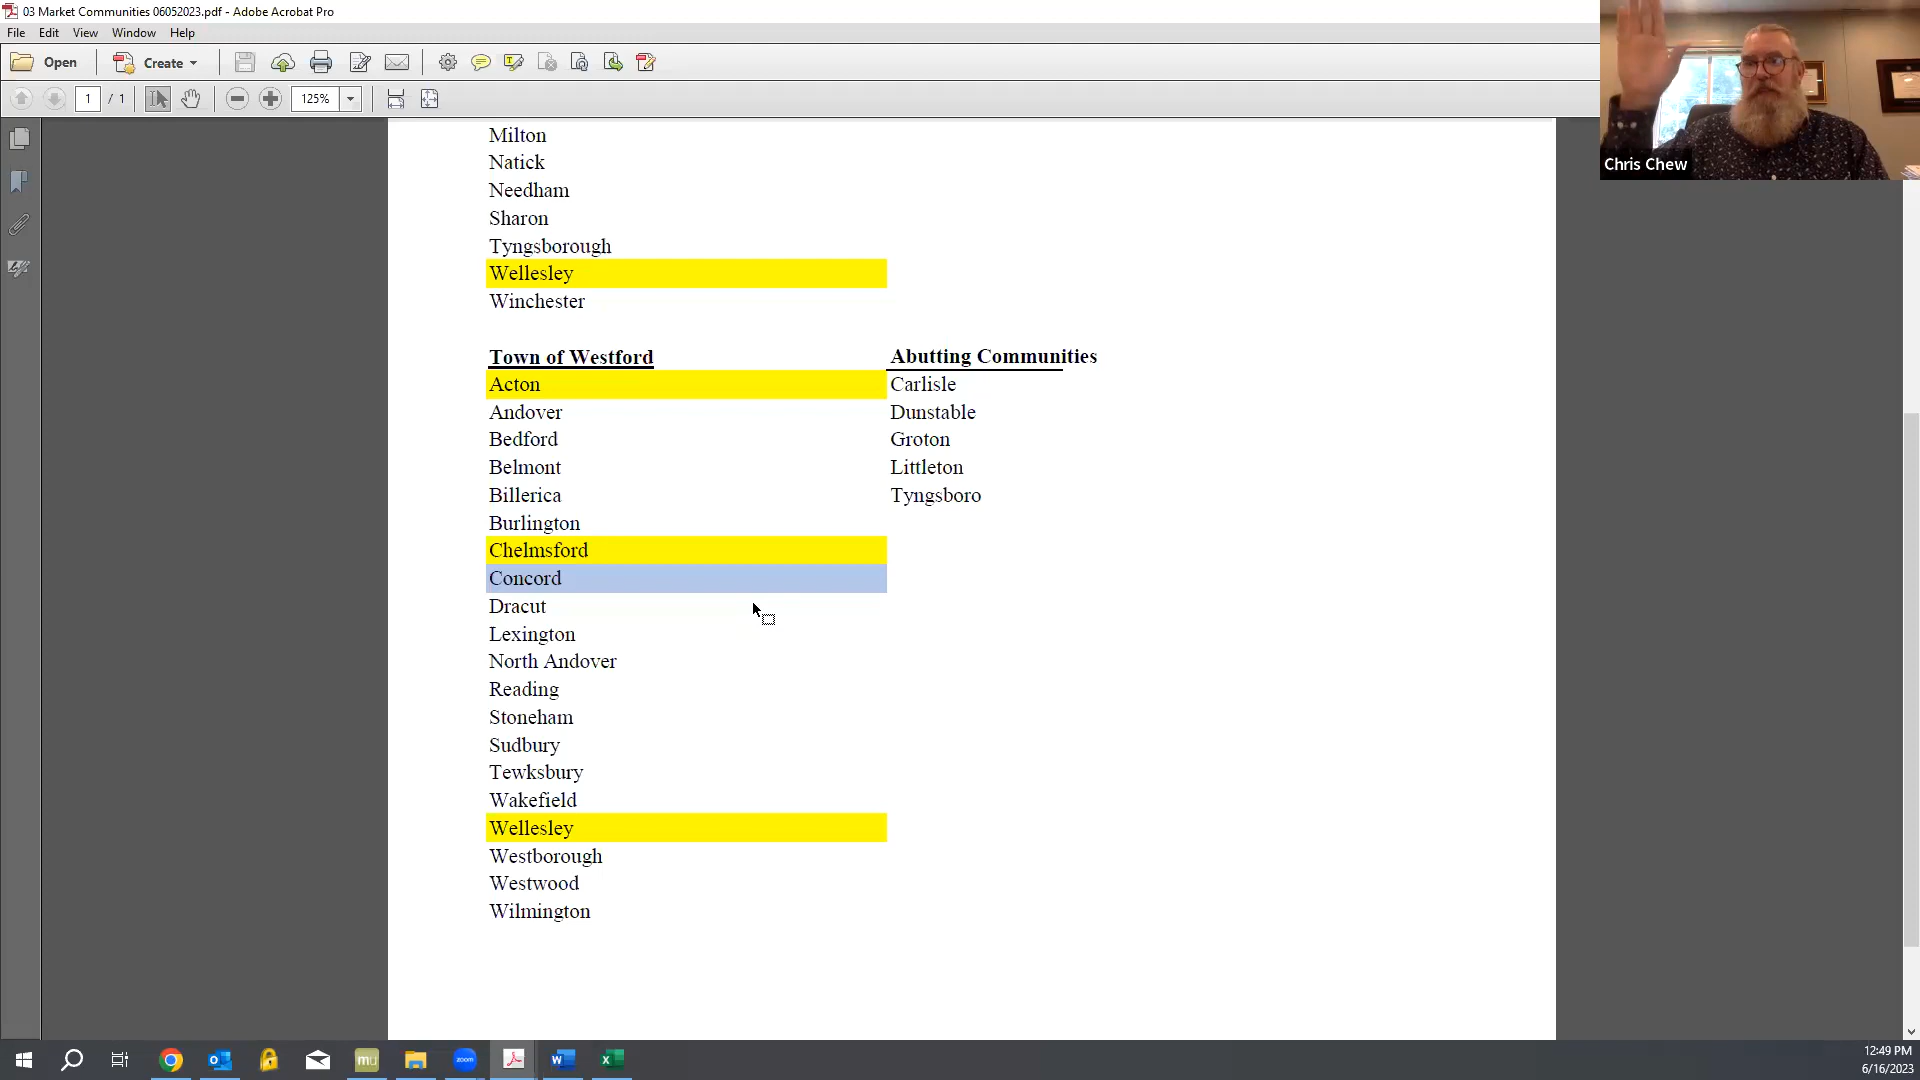 03 Market Communities 06052023.pdf - Adobe Acrobat Pro
File Edit View Window Help
Open Create
1 / 1 125%
Chris Chew
Milton
Natick
Needham
Sharon
Tyngsborough
Wellesley
Winchester
Town of Westford Abutting Communities
Acton Carlisle
Andover Dunstable
Bedford Groton
Belmont Littleton
Billerica Tyngsboro
Burlington
Chelmsford
Concord
Dracut
Lexington
North Andover
Reading
Stoneham
Sudbury
Tewksbury
Wakefield
Wellesley
Westborough
Westwood
Wilmington
mu
zoom
12:49 PM
6/16/2023